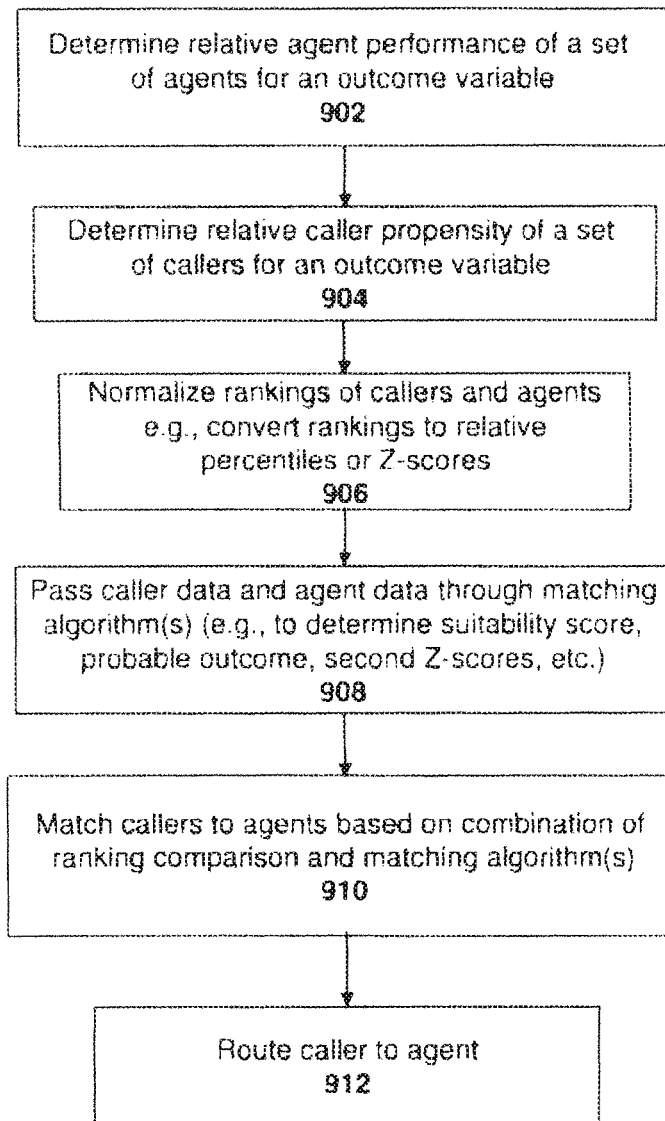 Determine relative agent performance of a set
of agents for an outcome variable
902
Determine relative caller propensity of a set
of callers for an outcome variable
904
Normalize rankings of callers and agents
e.g., convert rankings to relative
percentiles or Z-scores
906
Pass caller data and agent data through matching
algorithm(s) (e.g., to determine suitability score,
probable outcome, second Z-scores, etc.)
908
Match callers to agents based on combination of
ranking comparison and matching algorithm(s)
910
Route caller to agent
912